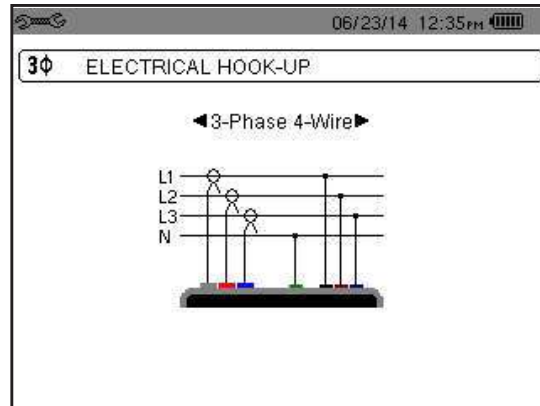 06/23/14 12:35PM
3Φ ELECTRICAL HOOK-UP
◄3-Phase 4-Wire►
L1
L2
L3
N